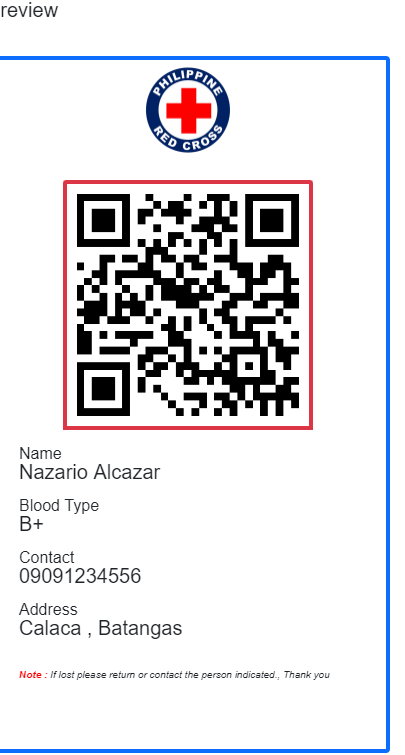 review
PHILIPPINE
RED CROSS
Name
Nazario Alcazar
Blood Type
B+
Contact
09091234556
Address
Calaca , Batangas
Note : If lost please return or contact the person indicated., Thank you